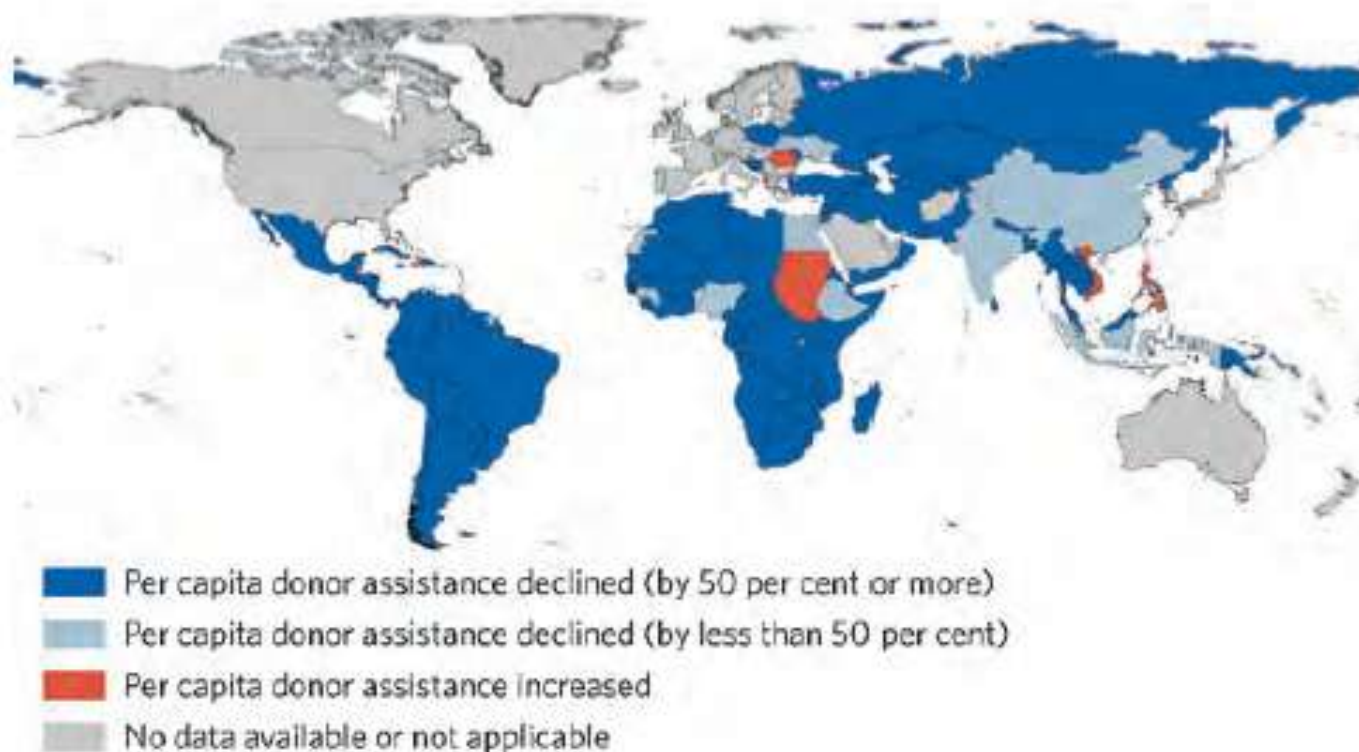 Per capita donor assistance declined (by 50 per cent or more)
Per capita donor assistance declined (by less than 50 per cent)
Per capita donor assistance increased
No data available or not applicable